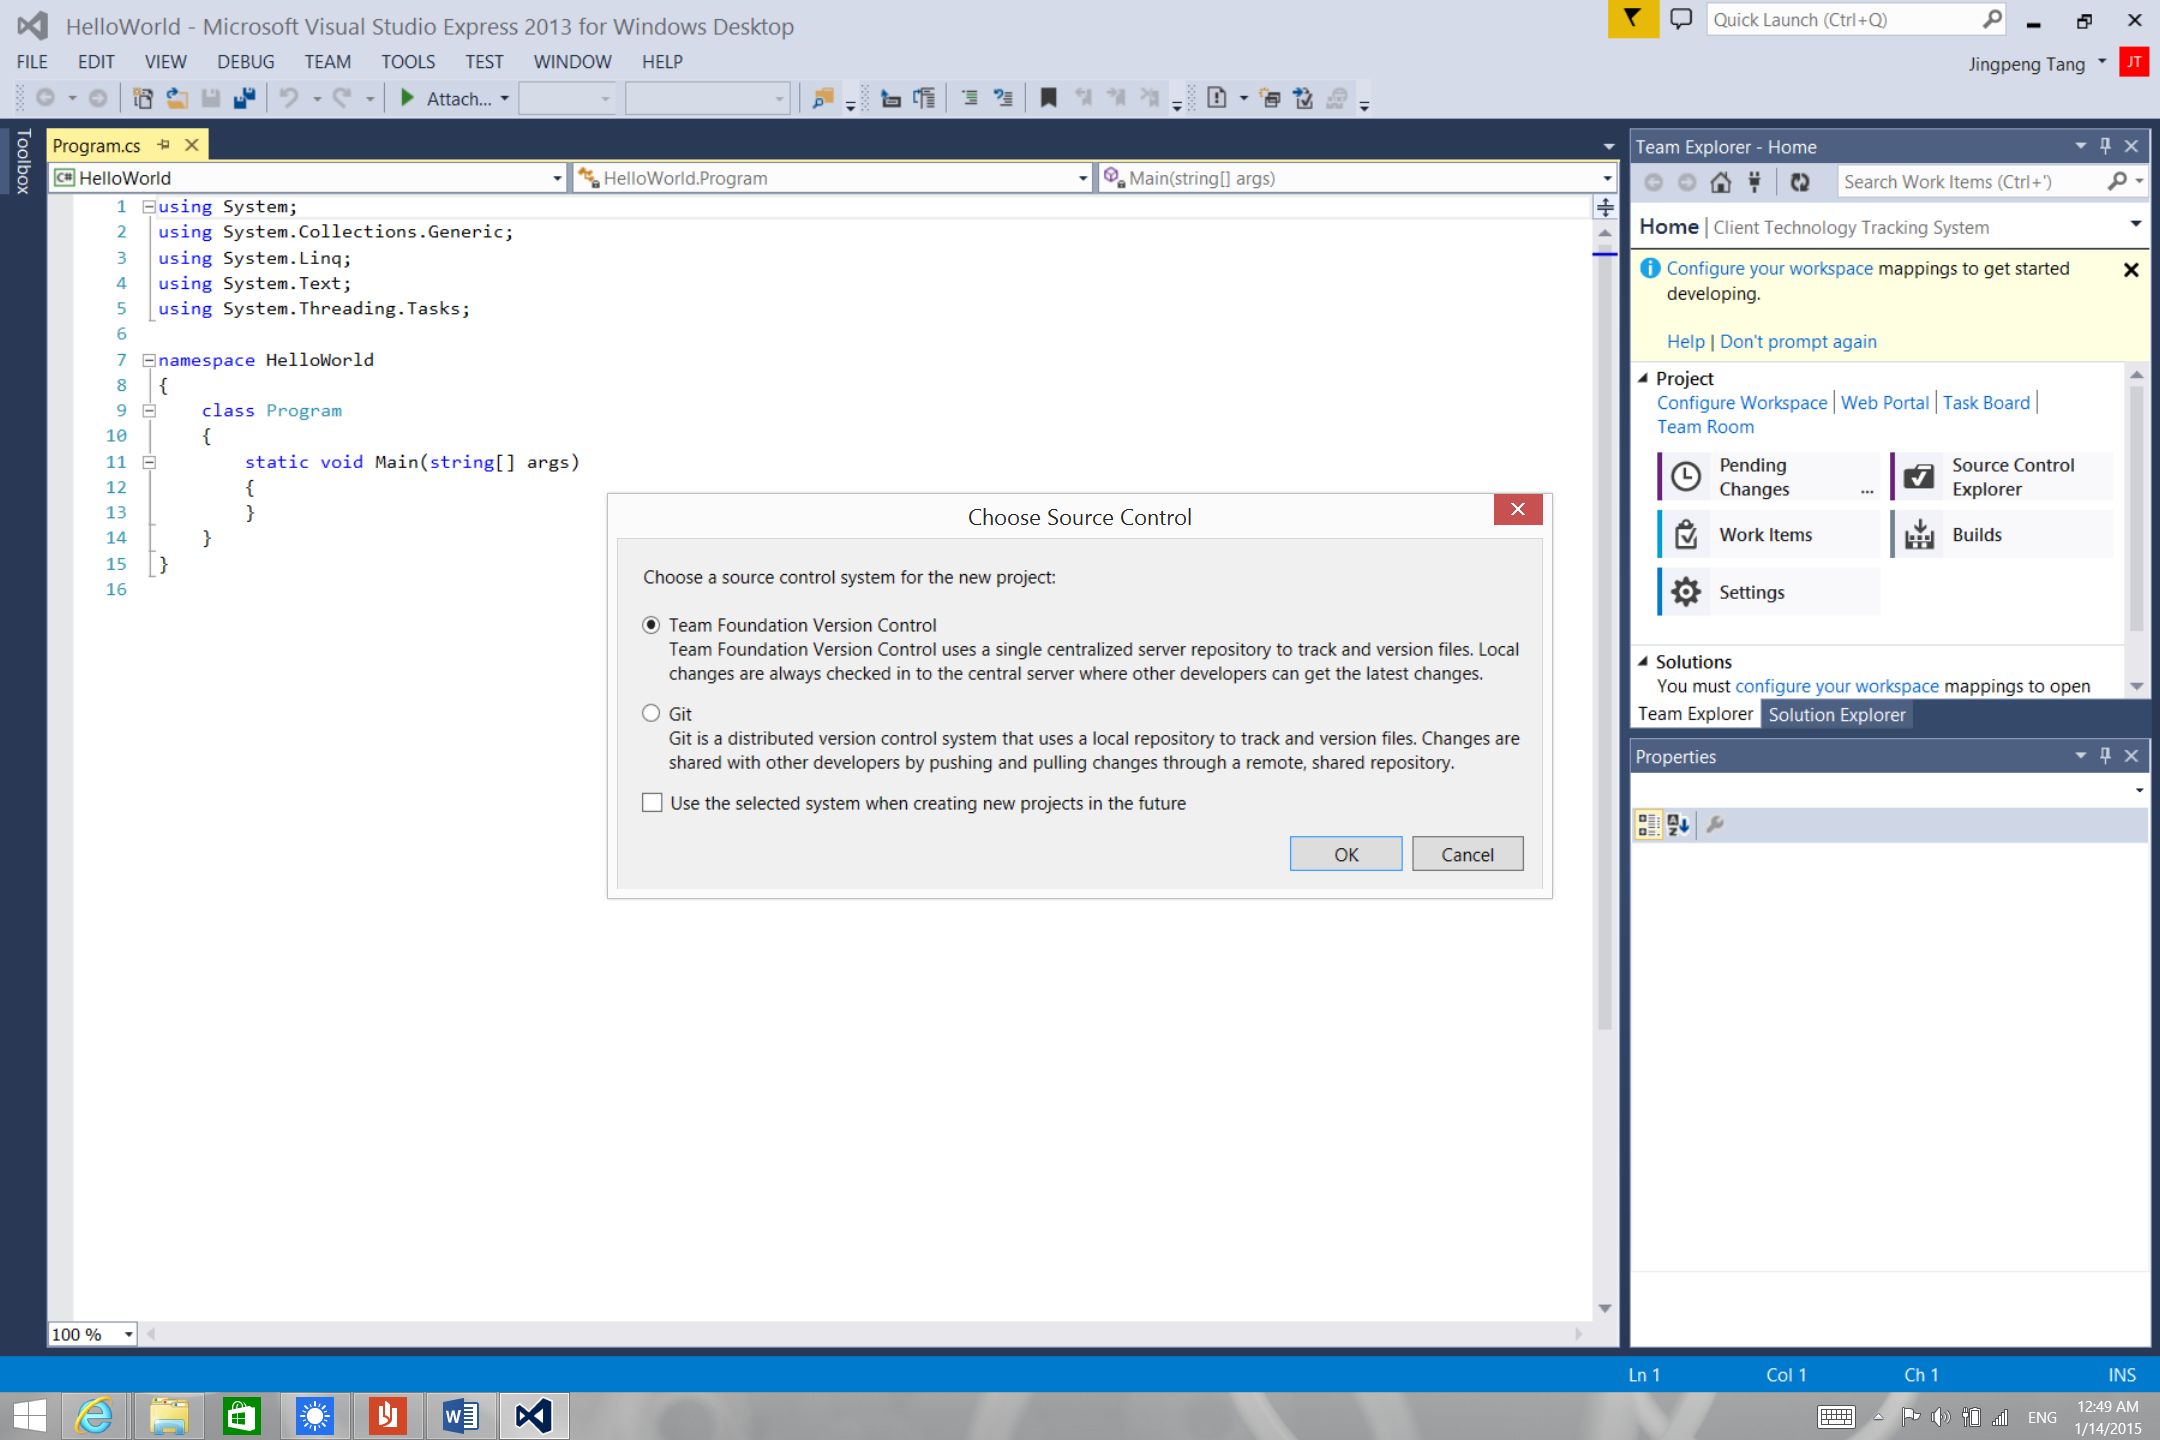 HelloWorld - Microsoft Visual Studio Express 2013 for Windows Desktop
Quick Launch (Ctrl+Q)
FILE EDIT VIEW DEBUG TEAM TOOLS TEST WINDOW HELP
Jingpeng Tang JT
Attach...
Toolbox
Program.cs
HelloWorld HelloWorld.Program Main(string[] args)
1 using System;
2 using System.Collections.Generic;
3 using System.Linq;
4 using System.Text;
5 using System.Threading.Tasks;
6
7 namespace HelloWorld
8 {
9 class Program
10 {
11 static void Main(string[] args)
12 {
13 }
14 }
15 }
16
Choose Source Control
Choose a source control system for the new project:
Team Foundation Version Control
Team Foundation Version Control uses a single centralized server repository to track and version files. Local
changes are always checked in to the central server where other developers can get the latest changes.
Git
Git is a distributed version control system that uses a local repository to track and version files. Changes are
shared with other developers by pushing and pulling changes through a remote, shared repository.
Use the selected system when creating new projects in the future
OK Cancel
Team Explorer - Home
Search Work Items (Ctrl+')
Home | Client Technology Tracking System
Configure your workspace mappings to get started
developing.
Help | Don't prompt again
Project
Configure Workspace | Web Portal | Task Board |
Team Room
Pending
Changes ...
Source Control
Explorer
Work Items
Builds
Settings
Solutions
You must configure your workspace mappings to open
Team Explorer Solution Explorer
Properties
100 %
Ln 1 Col 1 Ch 1 INS
ENG
12:49 AM
1/14/2015